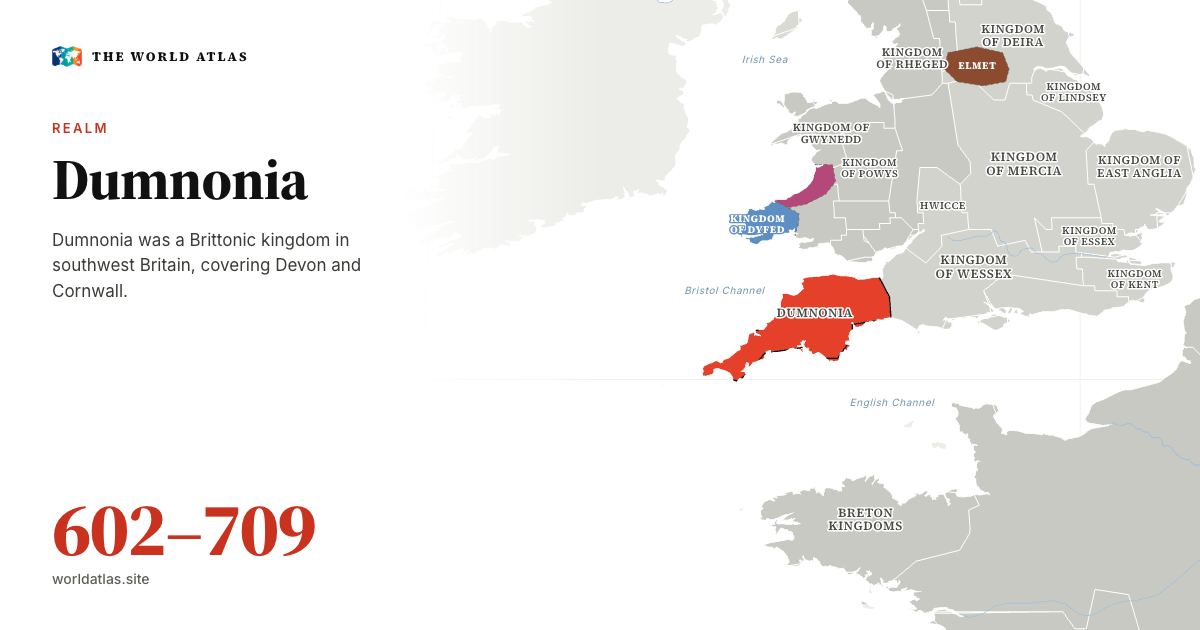 THE WORLD ATLAS
REALM
Dumnonia
Dumnonia was a Brittonic kingdom in
southwest Britain, covering Devon and
Cornwall.
602–709
worldatlas.site
Irish Sea
KINGDOM
OF DEIRA
KINGDOM
OF RHEGED
ELMET
KINGDOM
OF LINDSEY
KINGDOM OF
GWYNEDD
KINGDOM
OF POWYS
KINGDOM
OF MERCIA
KINGDOM OF
EAST ANGLIA
HWICCE
KINGDOM
OF DYFED
KINGDOM
OF ESSEX
KINGDOM
OF WESSEX
KINGDOM
OF KENT
Bristol Channel
DUMNONIA
English Channel
BRETON
KINGDOMS